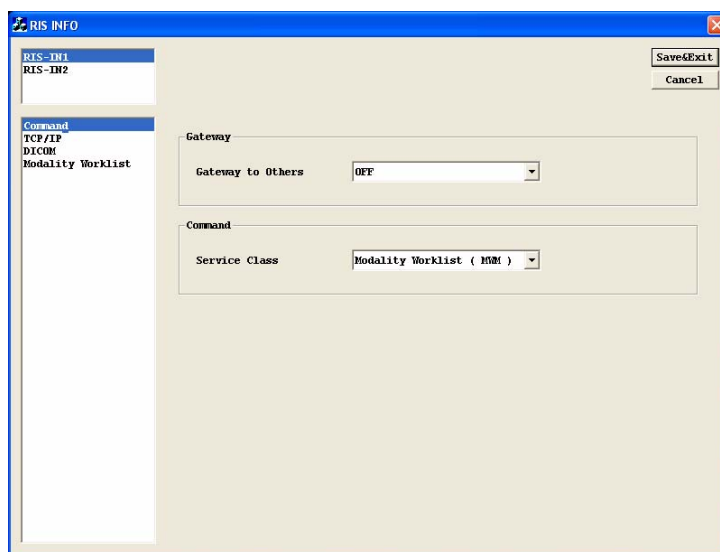 RIS INFO
RIS-IN1
RIS-IN2
Save&Exit
Cancel
Command
TCP/IP
DICOM
Modality Worklist
Gateway
Gateway to Others OFF
Command
Service Class Modality Worklist ( MWM )